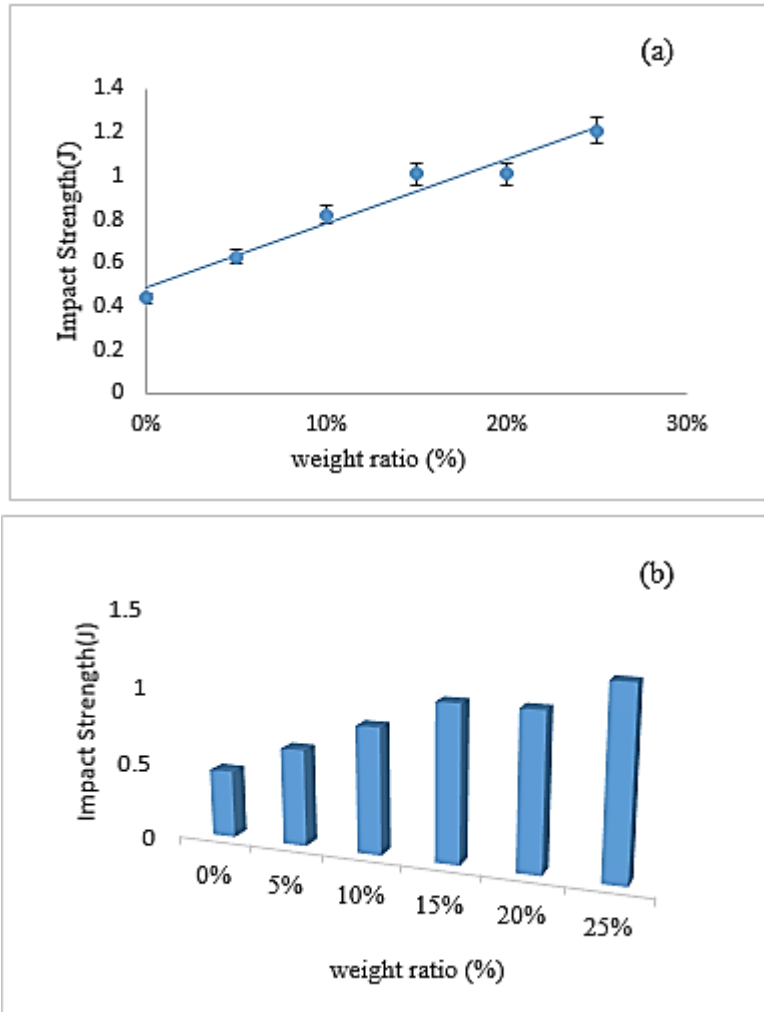 (a)
1.4
1.2
1
0.8
0.6
0.4
0.2
0
Impact Strength(J)
0% 10% 20% 30%
weight ratio (%)
(b)
1.5
1
0.5
0
Impact Strength(J)
0% 5% 10% 15% 20% 25%
weight ratio (%)